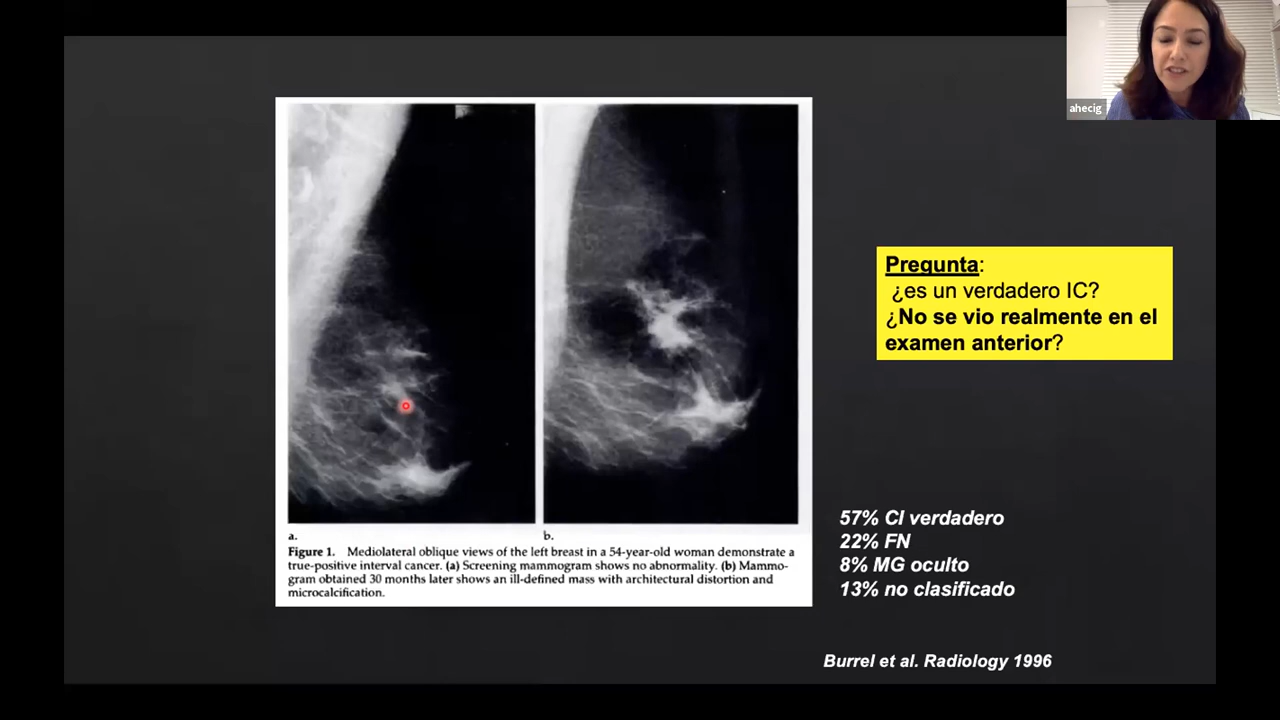 ahecig
Pregunta:
¿es un verdadero IC?
¿No se vio realmente en el
examen anterior?
a.
b.
Figure 1. Mediolateral oblique views of the left breast in a 54-year-old woman demonstrate a
true-positive interval cancer. (a) Screening mammogram shows no abnormality. (b) Mammo-
gram obtained 30 months later shows an ill-defined mass with architectural distortion and
microcalcification.
57% CI verdadero
22% FN
8% MG oculto
13% no clasificado
Burrel et al. Radiology 1996